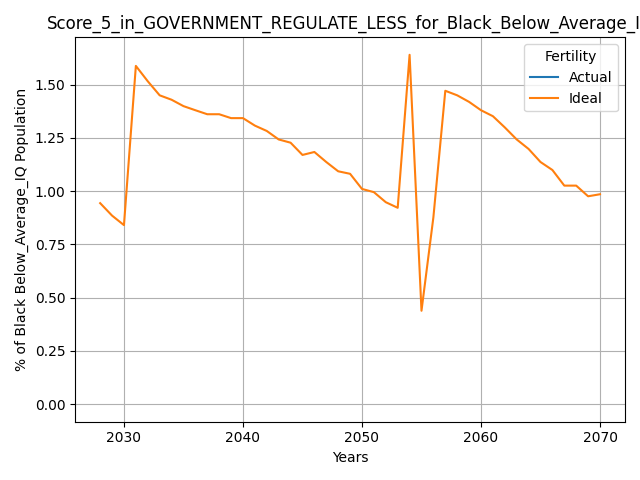 Score_5_in_GOVERNMENT_REGULATE_LESS_for_Black_Below_Average_I
Fertility
Actual
Ideal
% of Black Below_Average_IQ Population
1.50
1.25
1.00
0.75
0.50
0.25
0.00
2030 2040 2050 2060 2070
Years